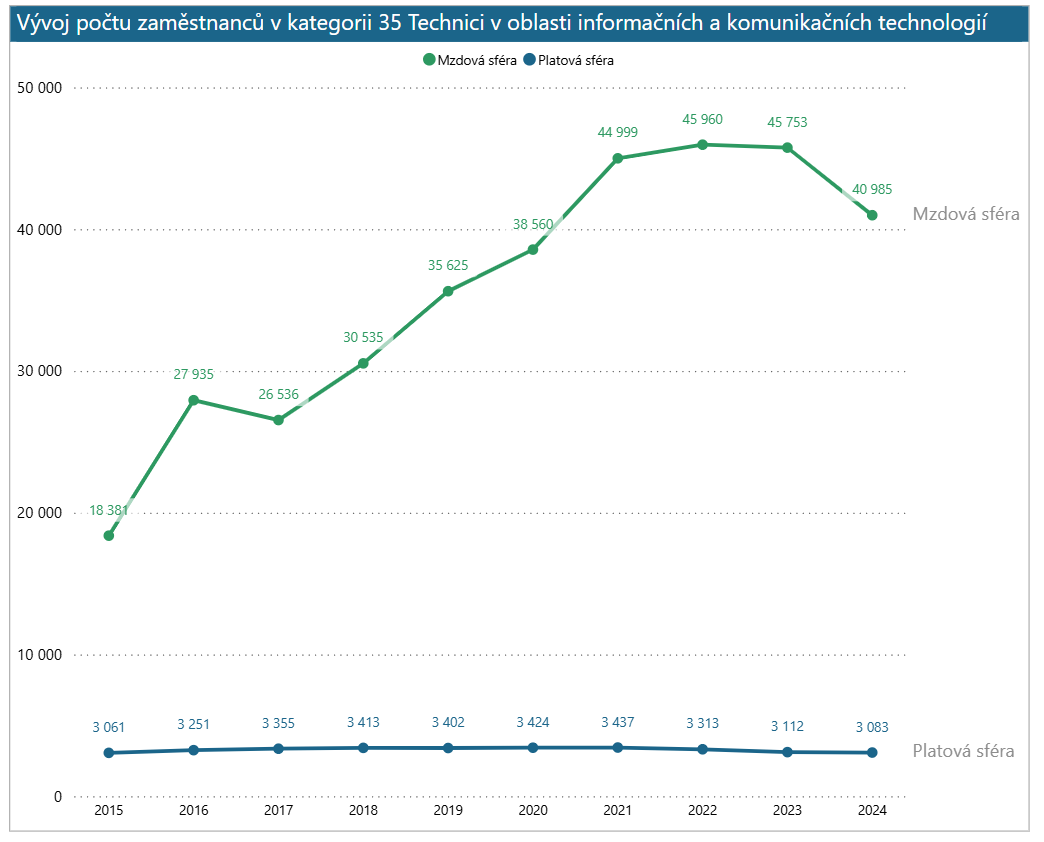 Vývoj počtu zaměstnanců v kategorii 35 Technici v oblasti informačních a komunikačních technologií
Mzdová sféra Platová sféra
50 000
45 960
45 753
44 999
40 985
Mzdová sféra
40 000
38 560
35 625
30 535
30 000
27 935
26 536
20 000
18 381
10 000
3 061 3 251 3 355 3 413 3 402 3 424 3 437 3 313 3 112 3 083
Platová sféra
0
2015 2016 2017 2018 2019 2020 2021 2022 2023 2024